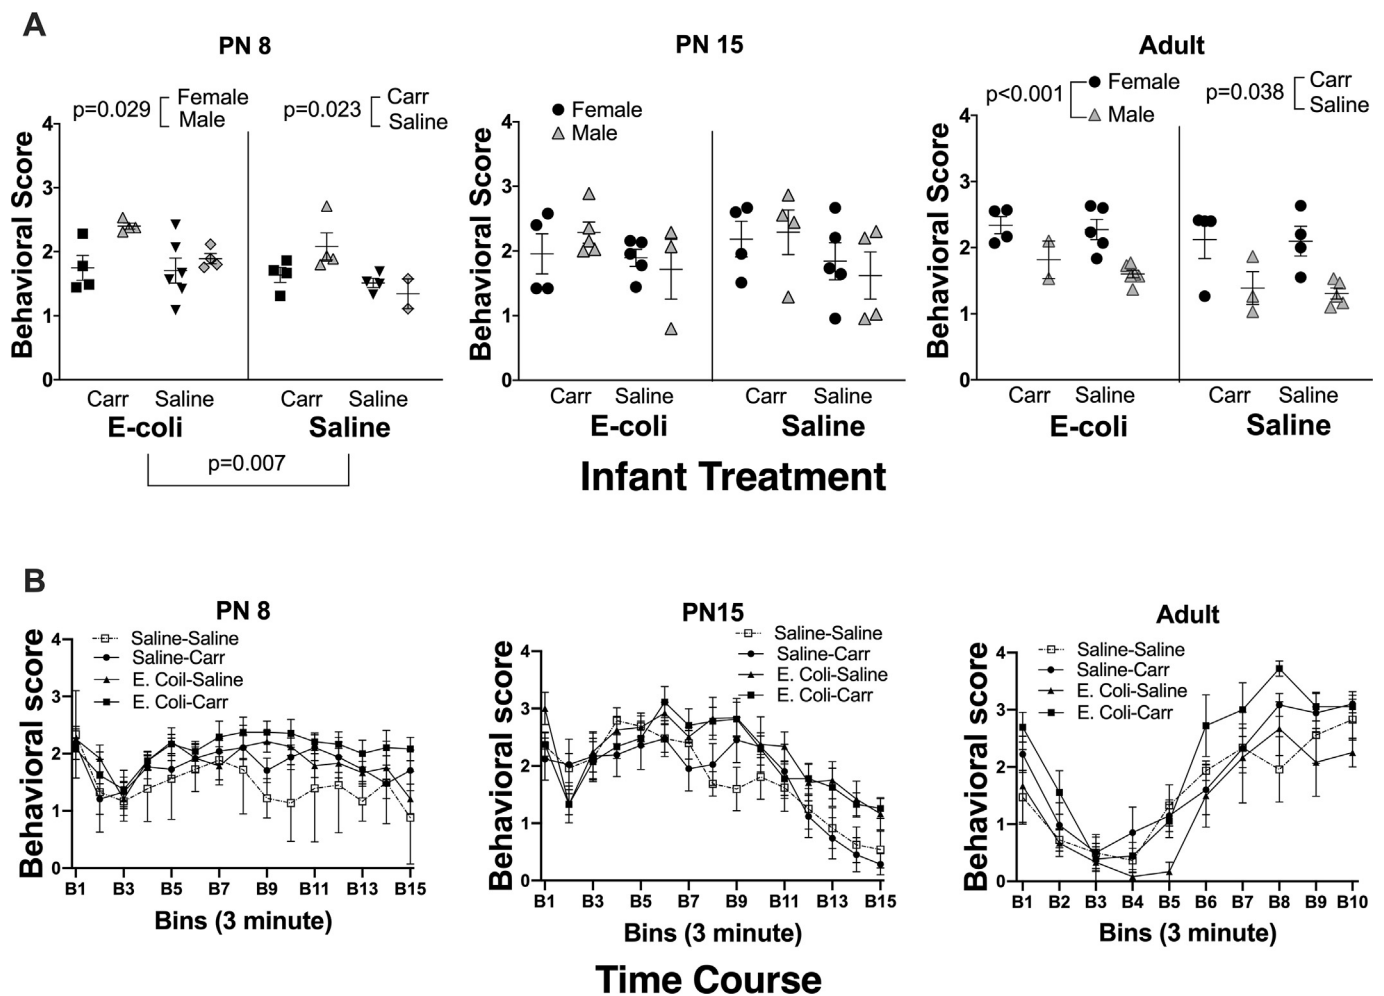 A
PN 8
PN 15
Adult
p=0.029
Female
Male
p=0.023
Carr
Saline
Female
Male
p<0.001
Female
Male
p=0.038
Carr
Saline
Behavioral Score
4
3
2
1
0
Carr Saline Carr Saline
E-coli Saline
p=0.007
Behavioral Score
4
3
2
1
0
Carr Saline Carr Saline
E-coli Saline
Behavioral Score
4
3
2
1
0
Carr Saline Carr Saline
E-coli Saline
Infant Treatment
B
PN 8
Saline-Saline
Saline-Carr
E. Coil-Saline
E. Coli-Carr
Behavioral score
4
3
2
1
0
B1 B3 B5 B7 B9 B11 B13 B15
Bins (3 minute)
PN15
Saline-Saline
Saline-Carr
E. Coli-Saline
E. Coli-Carr
Behavioral score
4
3
2
1
0
B1 B3 B5 B7 B9 B11 B13 B15
Bins (3 minute)
Adult
Saline-Saline
Saline-Carr
E. Coli-Saline
E. Coli-Carr
Behavioral score
4
3
2
1
0
B1 B2 B3 B4 B5 B6 B7 B8 B9 B10
Bins (3 minute)
Time Course